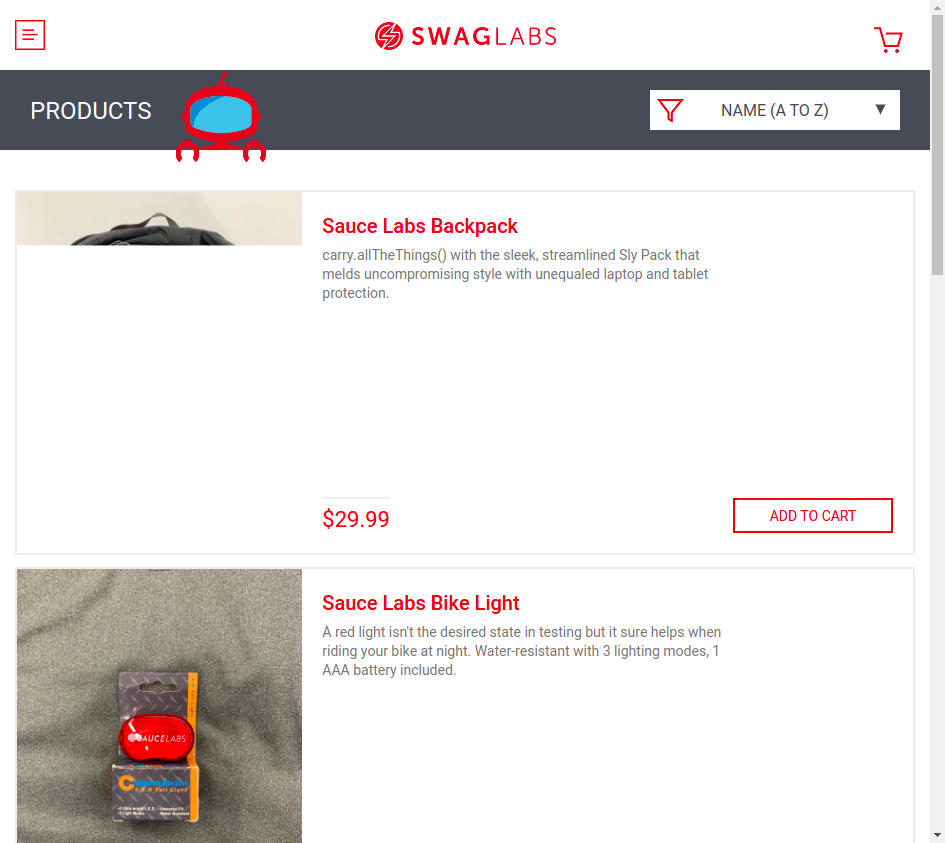 SWAGLABS
PRODUCTS
NAME (A TO Z)
Sauce Labs Backpack
carry.allTheThings() with the sleek, streamlined Sly Pack that
melds uncompromising style with unequaled laptop and tablet
protection.
$29.99
ADD TO CART
Sauce Labs Bike Light
A red light isn't the desired state in testing but it sure helps when
riding your bike at night. Water-resistant with 3 lighting modes, 1
AAA battery included.
SAUCELABS
L.E.D Tail Light